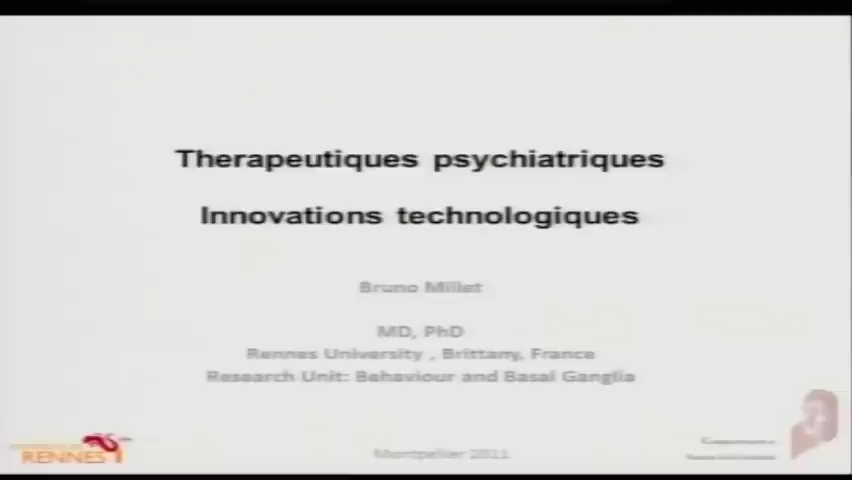 Therapeutiques psychiatriques
Innovations technologiques
Bruno Millet
MD, PhD
Rennes University , Brittany, France
Research Unit: Behaviour and Basal Ganglia
RENNES 1
Montpellier 2011